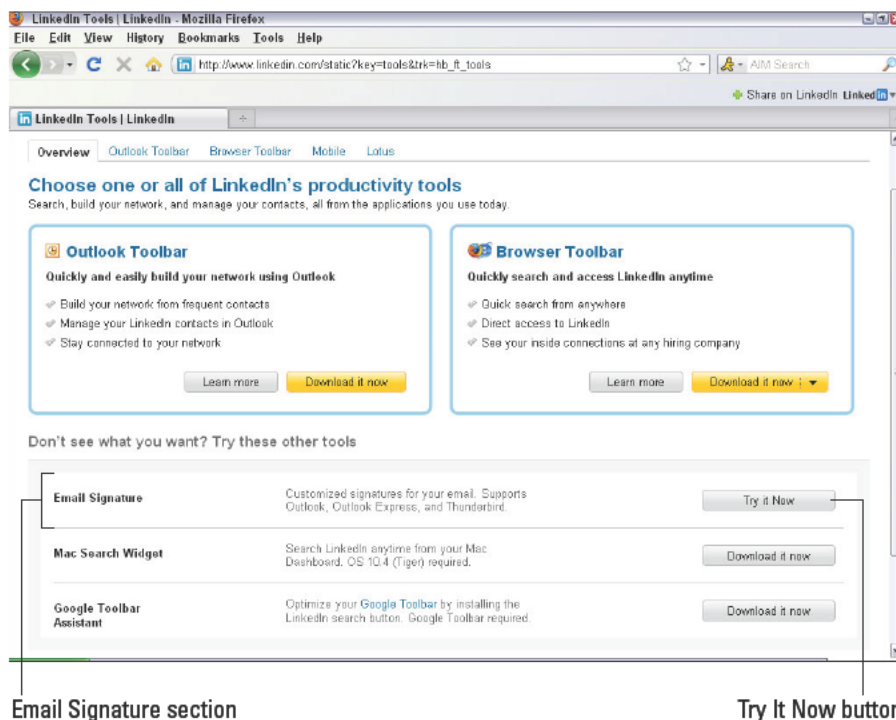 LinkedIn Tools | LinkedIn - Mozilla Firefox
File Edit View History Bookmarks Tools Help
http://www.linkedin.com/static?key=tools&trk=hb_ft_tools
AIM Search
Share on LinkedIn Linked in
LinkedIn Tools | LinkedIn
Overview Outlook Toolbar Browser Toolbar Mobile Lotus
Choose one or all of LinkedIn's productivity tools
Search, build your network, and manage your contacts, all from the applications you use today.
Outlook Toolbar
Quickly and easily build your network using Outlook
Build your network from frequent contacts
Manage your LinkedIn contacts in Outlook
Stay connected to your network
Learn more Download it now
Browser Toolbar
Quickly search and access LinkedIn anytime
Quick search from anywhere
Direct access to LinkedIn
See your inside connections at any hiring company
Learn more Download it now
Don't see what you want? Try these other tools
Email Signature
Customized signatures for your email. Supports
Outlook, Outlook Express, and Thunderbird.
Try it Now
Mac Search Widget
Search LinkedIn anytime from your Mac
Dashboard. OS 10.4 (Tiger) required.
Download it now
Google Toolbar
Assistant
Optimize your Google Toolbar by installing the
LinkedIn search button. Google Toolbar required.
Download it now
Email Signature section
Try It Now button